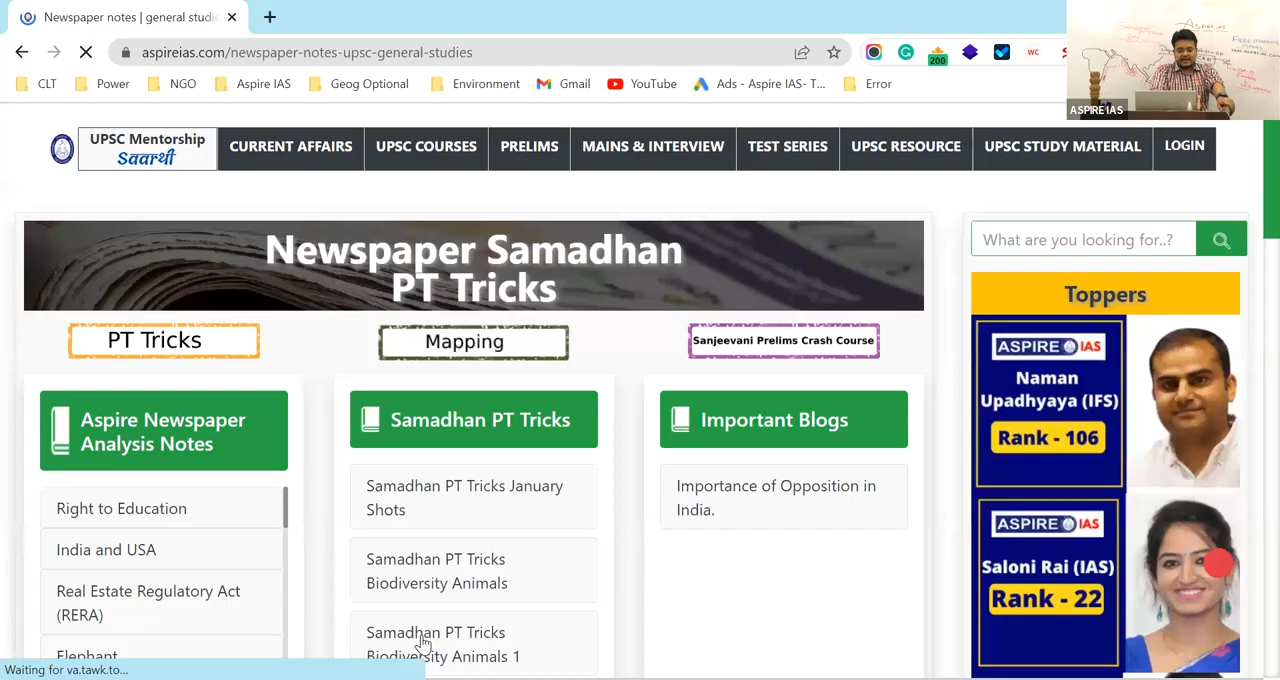 Newspaper notes | general studi
aspireias.com/newspaper-notes-upsc-general-studies
200
WC
CLT Power NGO Aspire IAS Geog Optional Environment Gmail YouTube Ads - Aspire IAS- T... Error
ASPIRE IAS
UPSC Mentorship
सारथी
CURRENT AFFAIRS UPSC COURSES PRELIMS MAINS & INTERVIEW TEST SERIES UPSC RESOURCE UPSC STUDY MATERIAL LOGIN
Newspaper Samadhan
PT Tricks
What are you looking for..?
PT Tricks Mapping Sanjeevani Prelims Crash Course
Aspire Newspaper
Analysis Notes
Right to Education
India and USA
Real Estate Regulatory Act
(RERA)
Elephant
Samadhan PT Tricks
Samadhan PT Tricks January
Shots
Samadhan PT Tricks
Biodiversity Animals
Samadhan PT Tricks
Biodiversity Animals 1
Important Blogs
Importance of Opposition in
India.
Toppers
ASPIRE IAS
Naman
Upadhyaya (IFS)
Rank - 106
ASPIRE IAS
Saloni Rai (IAS)
Rank - 22
Waiting for va.tawk.to...